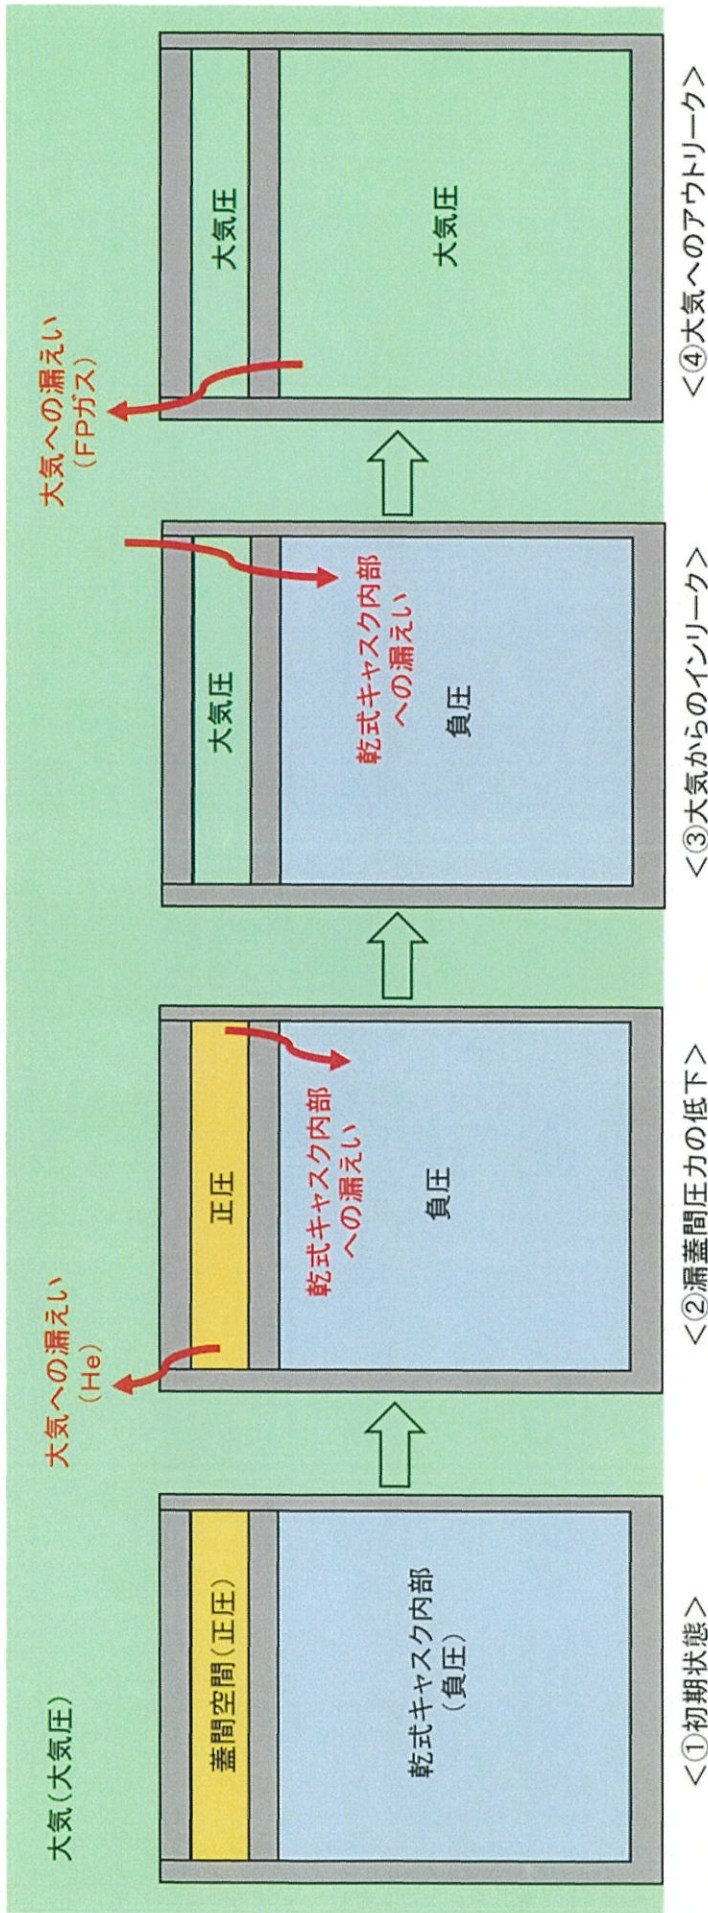 大気(大気圧)
蓋間空間(正圧)
乾式キャスク内部
(負圧)
<①初期状態>
大気への漏えい
(He)
正圧
乾式キャスク内部
への漏えい
負圧
<②漏蓋間圧力の低下>
大気圧
乾式キャスク内部
への漏えい
負圧
<③大気からのインリーク>
大気への漏えい
(FPガス)
大気圧
大気圧
<④大気へのアウトリーク>